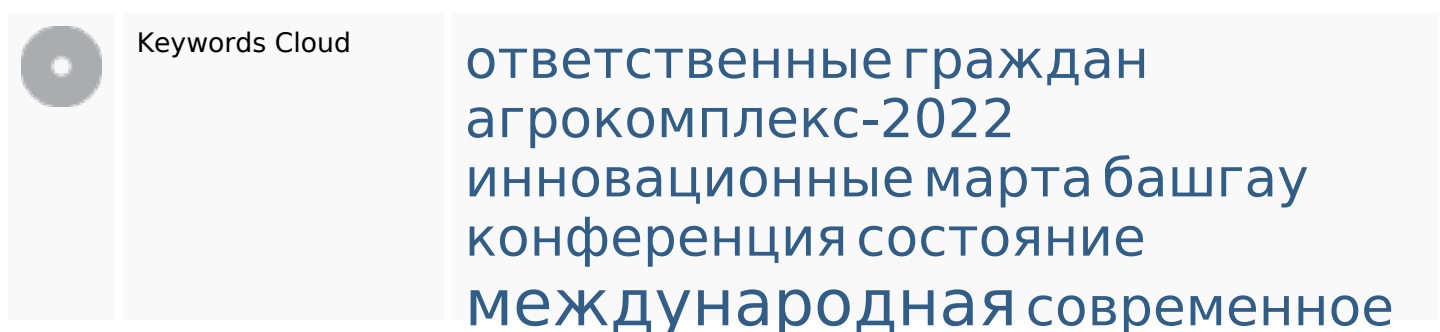 Keywords Cloud
ответственные граждан
агрокомплекс-2022
инновационные марта башгау
конференция состояние
международная современное